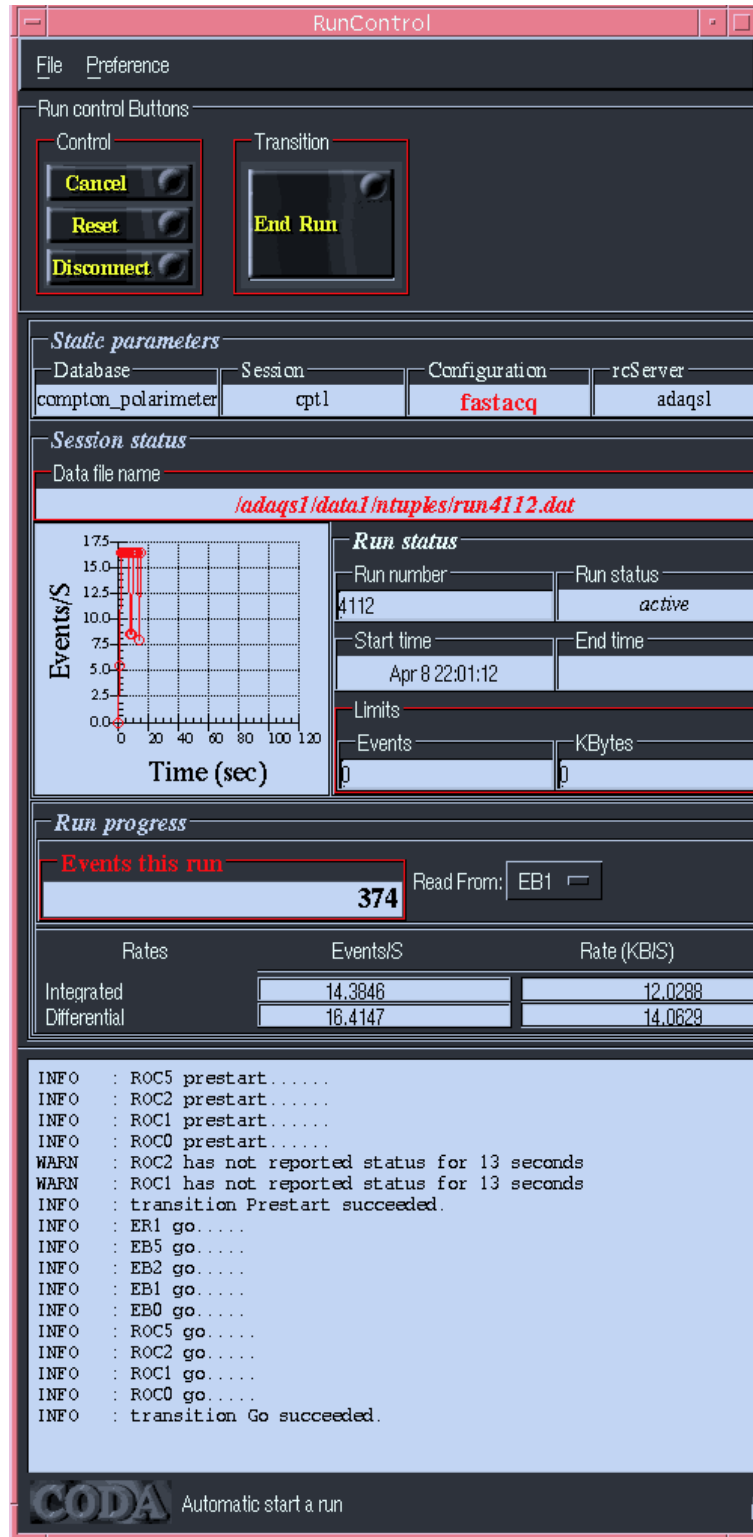 RunControl
File Preference
Run control Buttons
Control Transition
Cancel
Reset
Disconnect
End Run
Static parameters
Database Session Configuration rcServer
compton_polarimeter cpt1 fastacq adaqs1
Session status
Data file name
/adaqs1/data1/ntuples/run4112.dat
Events/S
17.5
15.0
12.5
10.0
7.5
5.0
2.5
0.0
0 20 40 60 80 100 120
Time (sec)
Run status
Run number Run status
4112 active
Start time End time
Apr 8 22:01:12
Limits
Events KBytes
0 0
Run progress
Events this run
374
Read From: EB1
Rates Events/S Rate (KB/S)
Integrated 14.3846 12.0288
Differential 16.4147 14.0629
INFO : ROC5 prestart......
INFO : ROC2 prestart......
INFO : ROC1 prestart......
INFO : ROC0 prestart......
WARN : ROC2 has not reported status for 13 seconds
WARN : ROC1 has not reported status for 13 seconds
INFO : transition Prestart succeeded.
INFO : ER1 go.....
INFO : EB5 go.....
INFO : EB2 go.....
INFO : EB1 go.....
INFO : EB0 go.....
INFO : ROC5 go.....
INFO : ROC2 go.....
INFO : ROC1 go.....
INFO : ROC0 go.....
INFO : transition Go succeeded.
CODA Automatic start a run